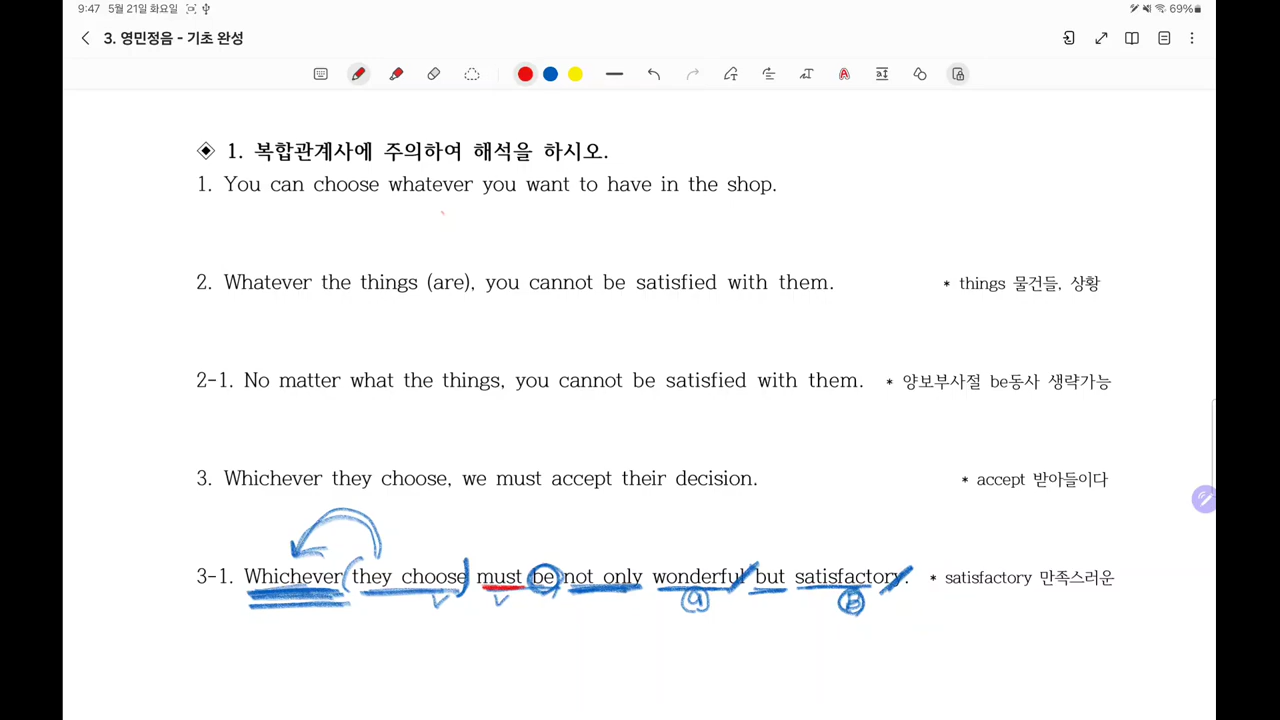 9:47 5월 21일 화요일 69%
3. 영민정음 - 기초 완성
◈ 1. 복합관계사에 주의하여 해석을 하시오.
1. You can choose whatever you want to have in the shop.
2. Whatever the things (are), you cannot be satisfied with them. * things 물건들, 상황
2-1. No matter what the things, you cannot be satisfied with them. * 양보부사절 be동사 생략가능
3. Whichever they choose, we must accept their decision. * accept 받아들이다
3-1. Whichever (they choose) must be not only wonderful but satisfactory. * satisfactory 만족스러운
V V ⓐ Ⓑ